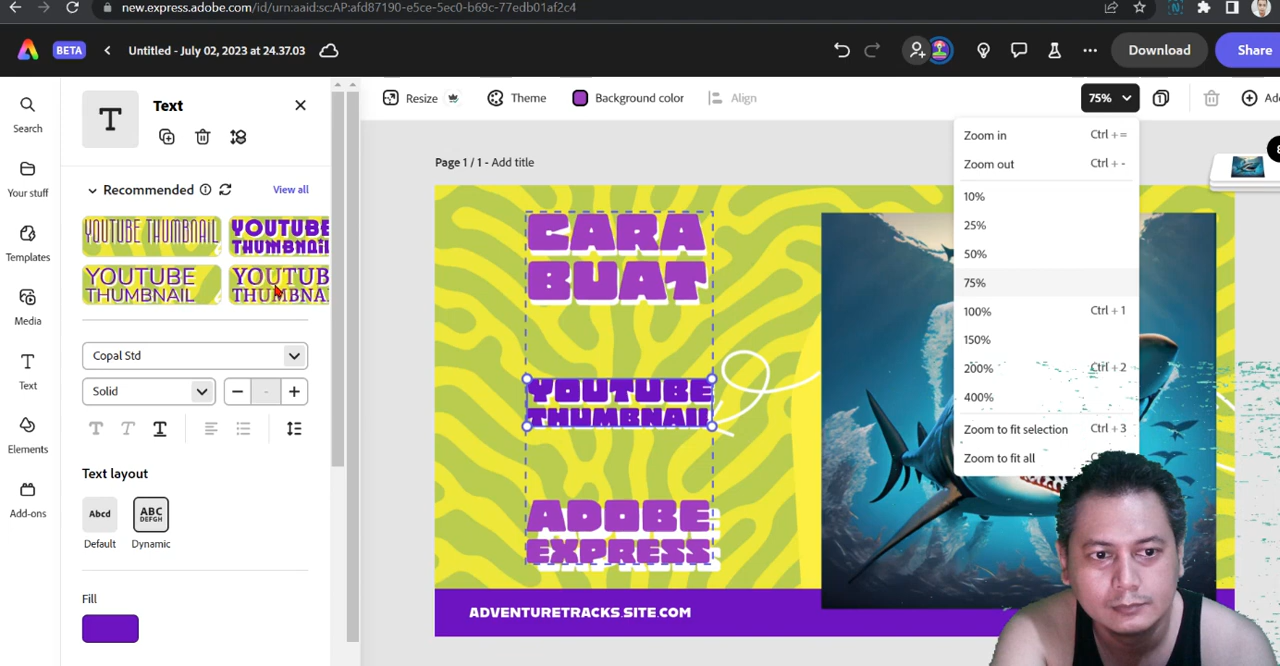 new.express.adobe.com/id/urn:aaid:sc:AP:afd87190-e5ce-5ec0-b69c-77edb01af2c4
BETA
Untitled - July 02, 2023 at 24.37.03
Download
Share
Search
Your stuff
Templates
Media
Text
Elements
Add-ons
T
Text
Recommended
View all
YOUTUBE THUMBNAIL
YOUTUBE
THUMBNAIL
YOUTUBE
THUMBNAIL
YOUTUB
THUMBNA
Copal Std
Solid
-
Text layout
Abcd
ABC
DEFGH
Default
Dynamic
Fill
Resize
Theme
Background color
Align
75%
1
Page 1 / 1 - Add title
CARA
BUAT
YOUTUBE
THUMBNAIL
ADOBE
EXPRESS
ADVENTURETRACKS.SITE.COM
Zoom in Ctrl + =
Zoom out Ctrl + -
10%
25%
50%
75%
100% Ctrl + 1
150%
200% Ctrl + 2
400%
Zoom to fit selection Ctrl + 3
Zoom to fit all